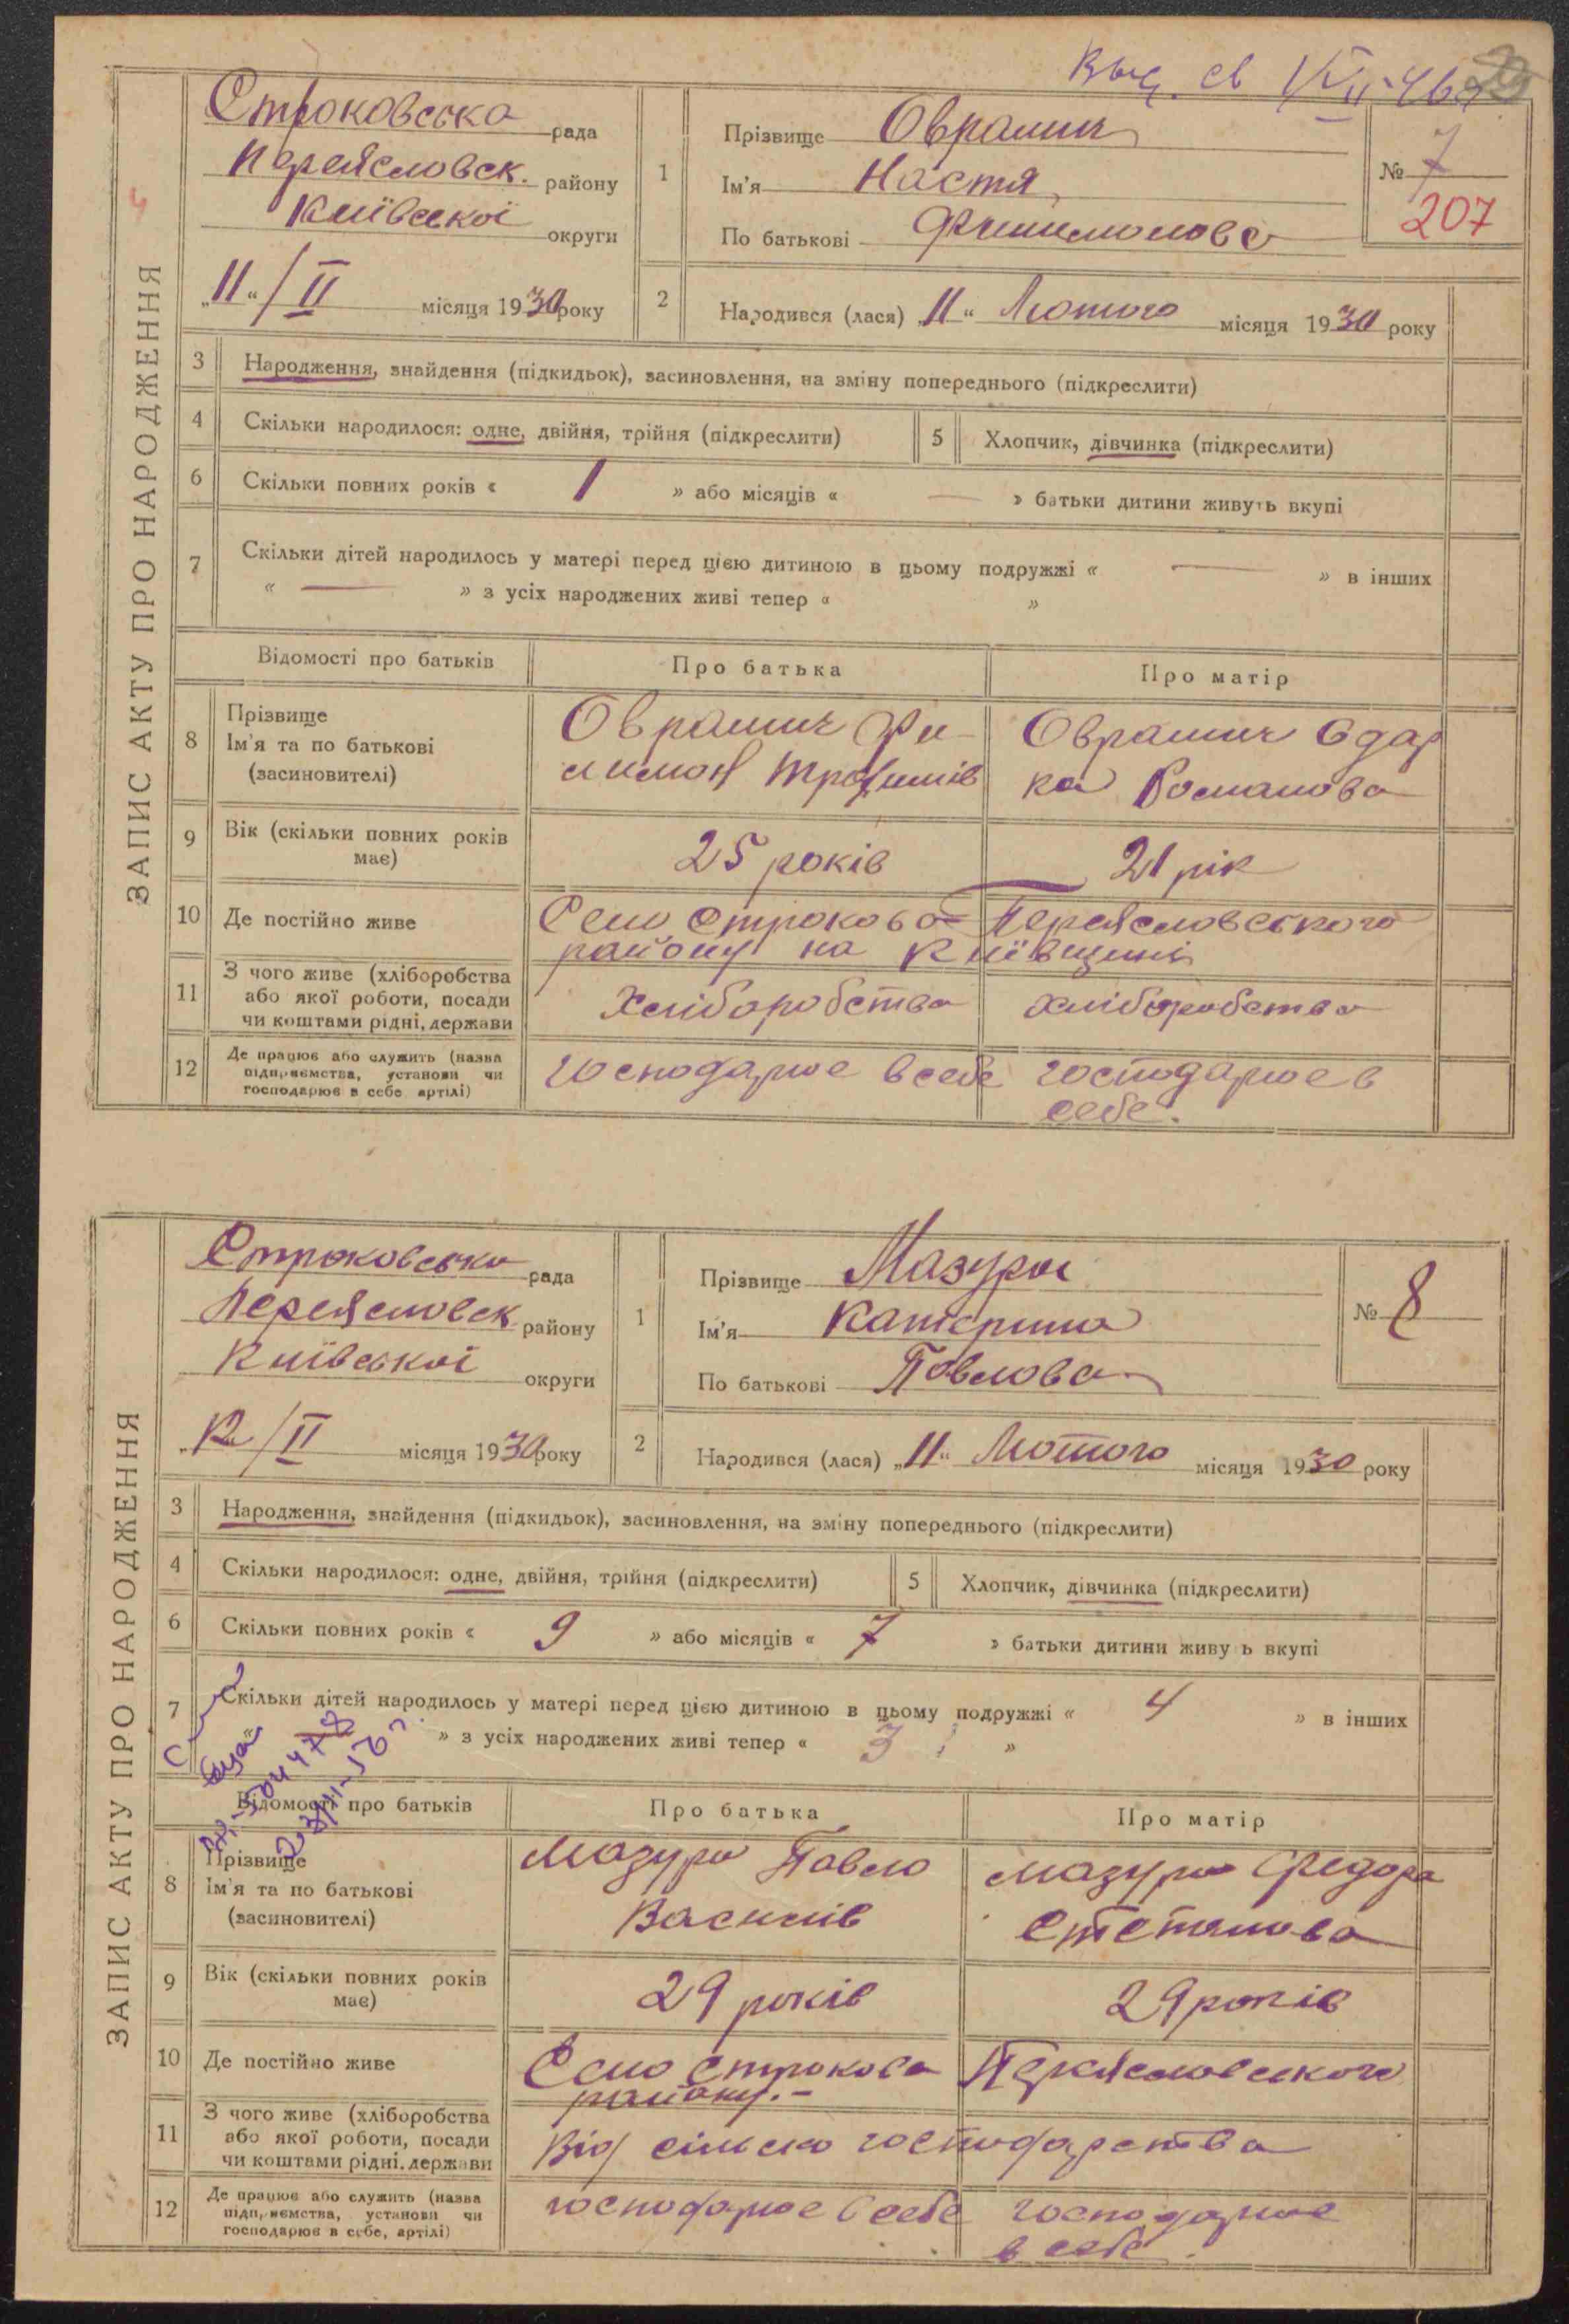 Выд. св
ЗАПИС АКТУ ПРО НАРОДЖЕННЯ
Строковська рада
Переясловск. району
Київської округи
„11“/II місяця 1930 року
1
Прізвище Оврашич
Ім'я Настя
По батькові Филимонова
№ 7
207
2
Народився (лася) „11“ Лютого місяця 1930 року
3 Народження, знайдення (підкидьок), засиновлення, на зміну попереднього (підкреслити)
4 Скільки народилося: одне, двійня, трійня (підкреслити) 5 Хлопчик, дівчинка (підкреслити)
6 Скільки повних років « 1 » або місяців « — » батьки дитини живуть вкупі
7 Скільки дітей народилось у матері перед цією дитиною в цьому подружжі « — » в інших
« — » з усіх народжених живі тепер « »
Відомості про батьків Про батька Про матір
8 Прізвище Ім'я та по батькові (засиновителі)
Оврашич Фи-
лимон Трофимів
Оврашич Одар
ка Романова
9 Вік (скільки повних років має) 25 років 21 рік
10 Де постійно живе Село Строкова Переясловського
району на Київщині
11 З чого живе (хліборобства або якої роботи, посади чи коштами рідні, держави
Хліборобства хліборобства
12 Де працює або служить (назва підприємства, установи чи господарює в себе артілі)
господарює в себе господарює в
себе.
ЗАПИС АКТУ ПРО НАРОДЖЕННЯ
Строковська рада
Переясловск району
Київської округи
„12/II місяця 1930 року
1
Прізвище Мазура
Ім'я Катерина
По батькові Павлова
№ 8
2
Народився (лася) „11“ Лютого місяця 1930 року
3 Народження, знайдення (підкидьок), засиновлення, на зміну попереднього (підкреслити)
4 Скільки народилося: одне, двійня, трійня (підкреслити) 5 Хлопчик, дівчинка (підкреслити)
6 Скільки повних років « 9 » або місяців « 7 » батьки дитини живу ь вкупі
7 Скільки дітей народилось у матері перед цією дитиною в цьому подружжі « 4 » в інших
« » з усіх народжених живі тепер « 3 »
Відомості про батьків Про батька Про матір
8 Прізвище Ім'я та по батькові (засиновителі)
Мазура Павло
Василів
Мазура Федора
Степанова
9 Вік (скільки повних років має) 29 років 29 років
10 Де постійно живе Село Строкова Переясловського
району.-
11 З чого живе (хліборобства або якої роботи, посади чи коштами рідні, держави
Від сільско господарства
12 Де працює або служить (назва підприємства, установи чи господарює в себе, артілі)
господарює в себе господарює
в себе.